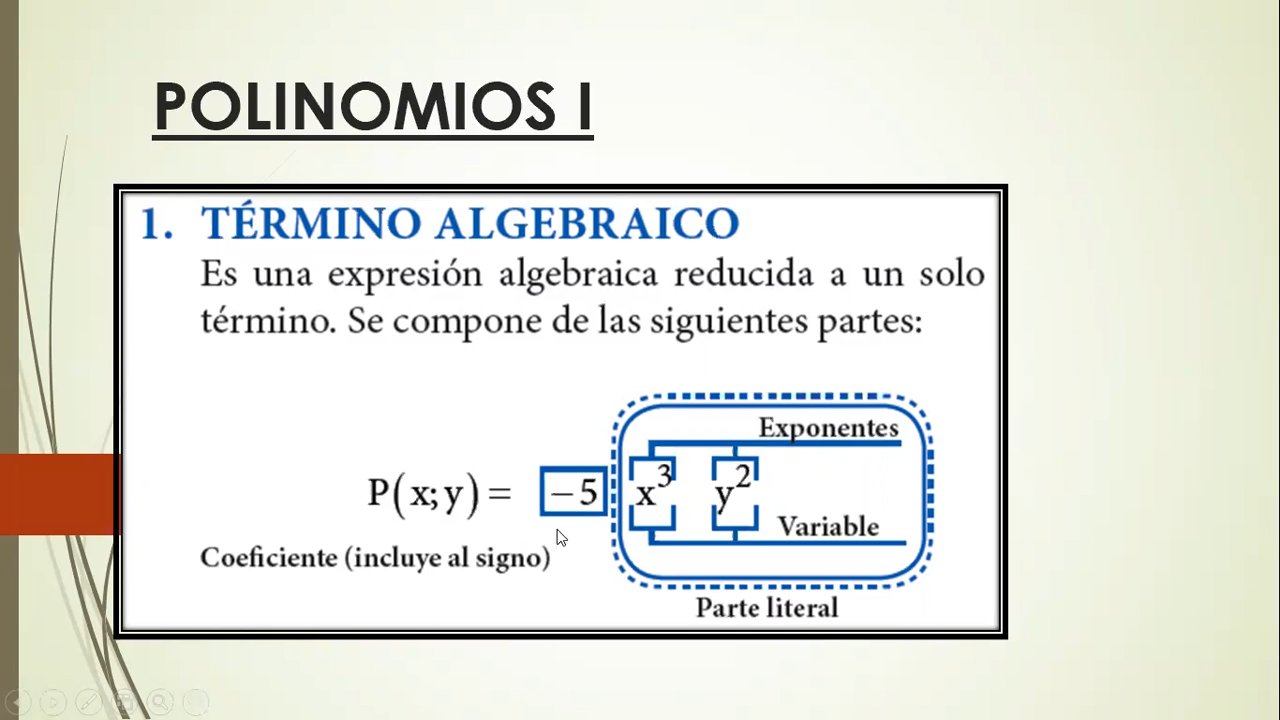 POLINOMIOS I
1. TÉRMINO ALGEBRAICO
Es una expresión algebraica reducida a un solo
término. Se compone de las siguientes partes:
Exponentes
P(x;y) = −5 x³ y²
Variable
Coeficiente (incluye al signo)
Parte literal